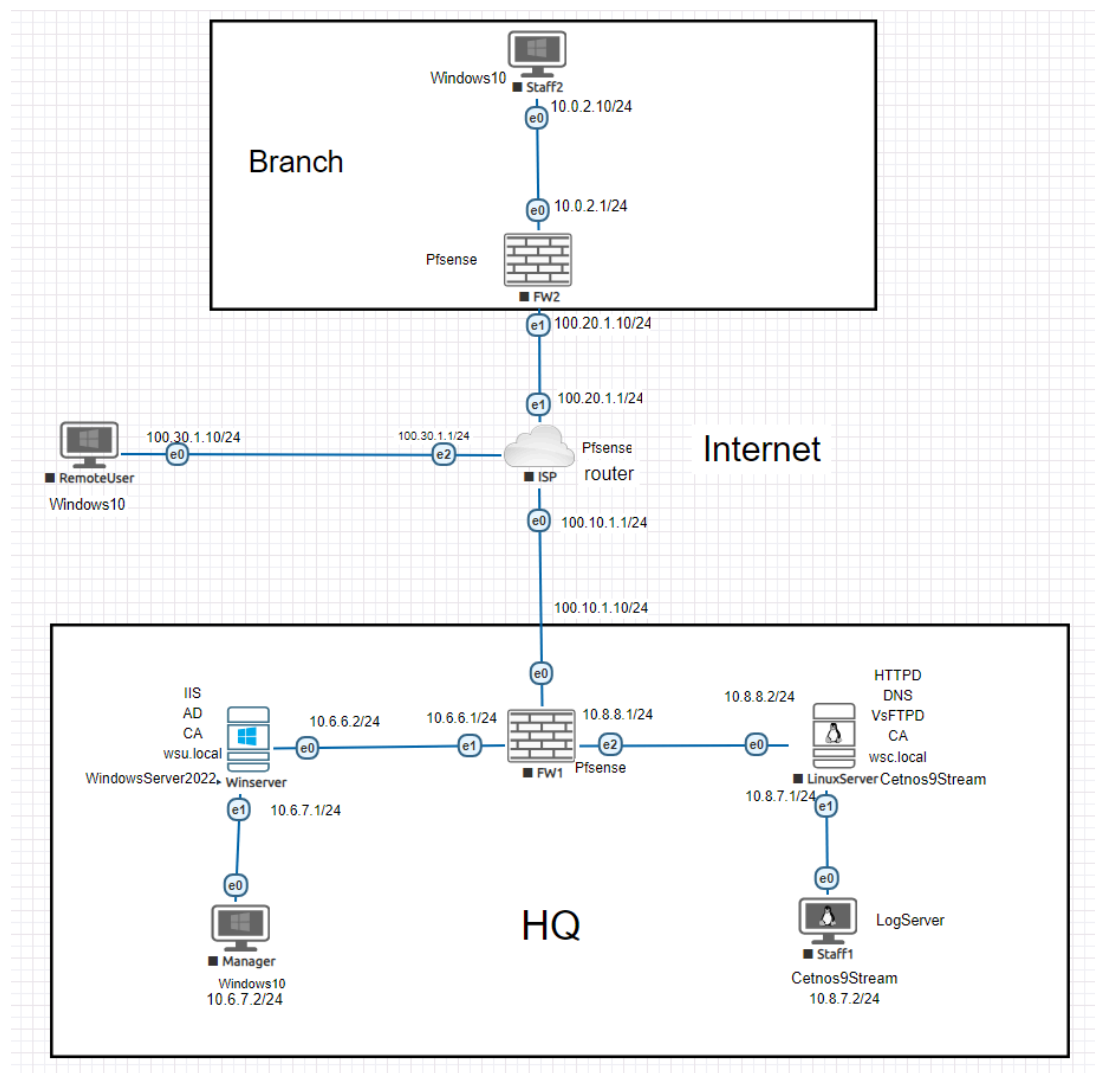 Windows10
Staff2
10.0.2.10/24
e0
Branch
e0
10.0.2.1/24
Pfsense
FW2
e1
100.20.1.10/24
e1
100.20.1.1/24
100.30.1.10/24
100.30.1.1/24
e0
e2
Pfsense
router
Internet
RemoteUser
ISP
Windows10
e0
100.10.1.1/24
100.10.1.10/24
e0
IIS
AD
CA
wsu.local
WindowsServer2022
Winserver
10.6.6.2/24
e0
10.6.6.1/24
e1
10.8.8.1/24
e2
Pfsense
FW1
10.8.8.2/24
e0
HTTPD
DNS
VsFTPD
CA
wsc.local
LinuxServer
Cetnos9Stream
e1
10.6.7.1/24
10.8.7.1/24
e1
e0
Manager
Windows10
10.6.7.2/24
HQ
e0
LogServer
Staff1
Cetnos9Stream
10.8.7.2/24